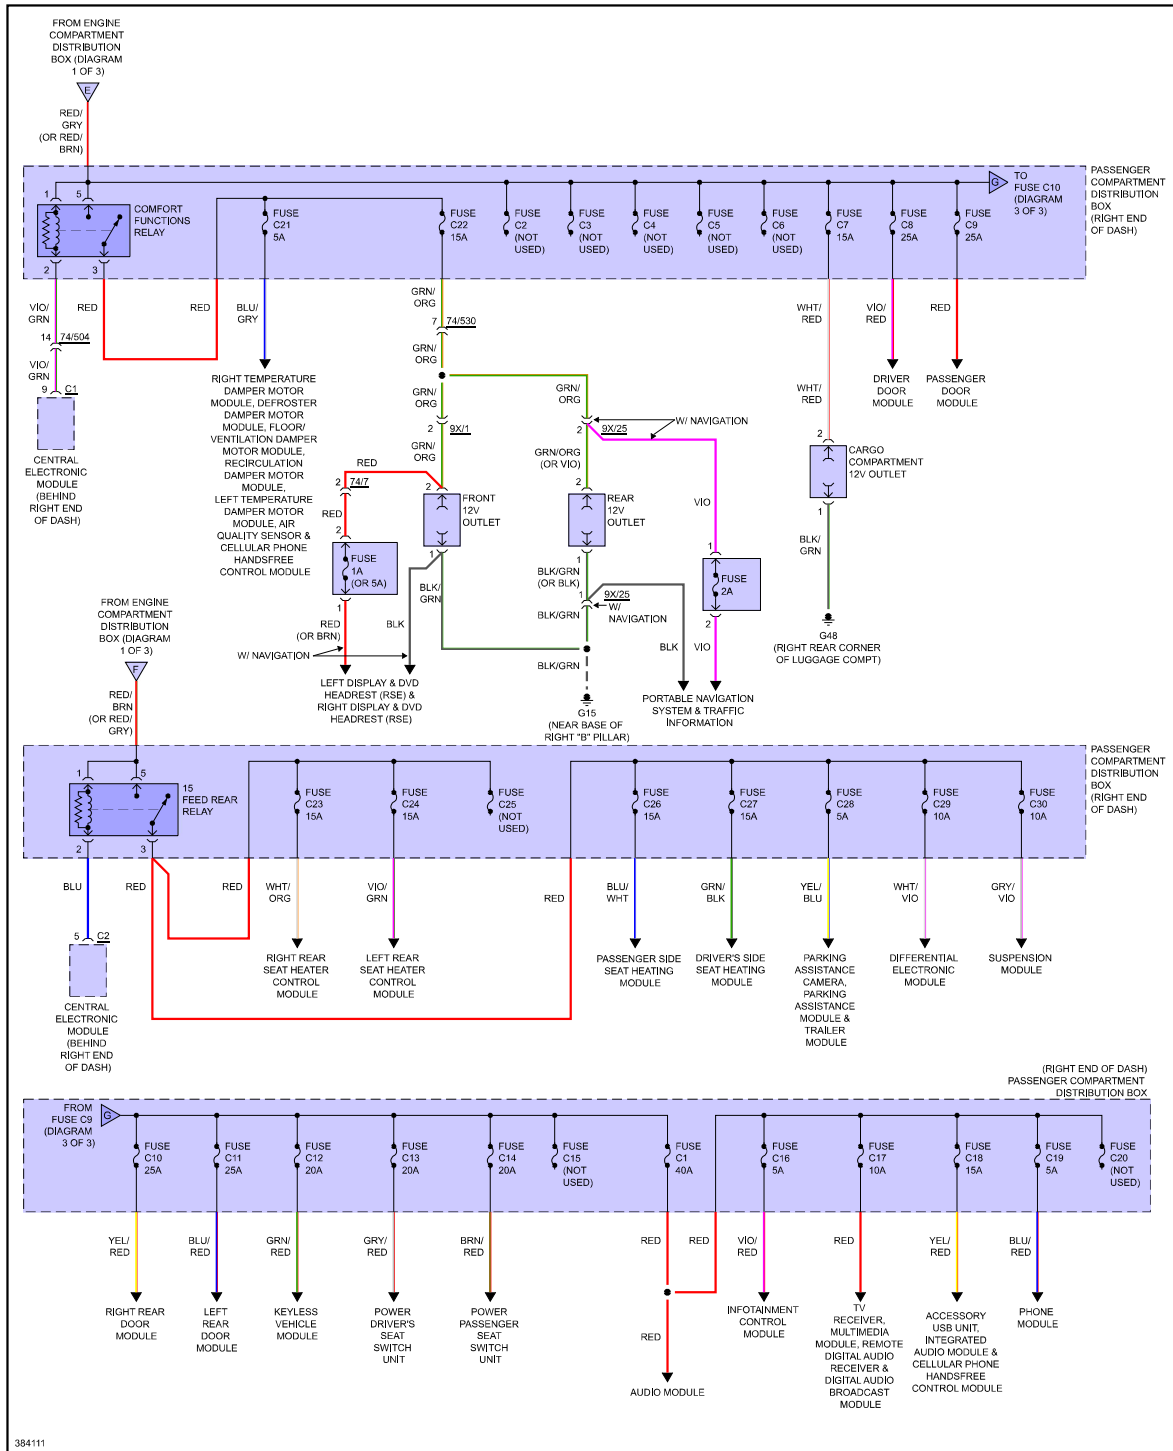 FROM ENGINE
COMPARTMENT
DISTRIBUTION
BOX (DIAGRAM
1 OF 3)
E
RED/
GRY
(OR RED/
BRN)
PASSENGER
COMPARTMENT
DISTRIBUTION
BOX
(RIGHT END
OF DASH)
1
5
COMFORT
FUNCTIONS
RELAY
2
3
FUSE
C21
5A
FUSE
C22
15A
FUSE
C2
(NOT
USED)
FUSE
C3
(NOT
USED)
FUSE
C4
(NOT
USED)
FUSE
C5
(NOT
USED)
FUSE
C6
(NOT
USED)
FUSE
C7
15A
FUSE
C8
25A
FUSE
C9
25A
G
TO
FUSE C10
(DIAGRAM
3 OF 3)
VIO/
GRN
14
74/504
VIO/
GRN
9
C1
CENTRAL
ELECTRONIC
MODULE
(BEHIND
RIGHT END
OF DASH)
RED
RED
BLU/
GRY
RIGHT TEMPERATURE
DAMPER MOTOR
MODULE, DEFROSTER
DAMPER MOTOR
MODULE, FLOOR/
VENTILATION DAMPER
MOTOR MODULE,
RECIRCULATION
DAMPER MOTOR
MODULE,
LEFT TEMPERATURE
DAMPER MOTOR
MODULE, AIR
QUALITY SENSOR &
CELLULAR PHONE
HANDSFREE
CONTROL MODULE
GRN/
ORG
7
74/530
GRN/
ORG
GRN/
ORG
2
9X/1
GRN/
ORG
RED
2
74/7
RED
2
FUSE
1A
(OR 5A)
1
RED
(OR BRN)
W/ NAVIGATION
2
FRONT
12V
OUTLET
1
BLK/
GRN
BLK
LEFT DISPLAY & DVD
HEADREST (RSE) &
RIGHT DISPLAY & DVD
HEADREST (RSE)
GRN/
ORG
2
9X/25
W/ NAVIGATION
GRN/ORG
(OR VIO)
2
REAR
12V
OUTLET
1
BLK/GRN
(OR BLK)
1
9X/25
W/
NAVIGATION
BLK/GRN
BLK/GRN
G15
(NEAR BASE OF
RIGHT "B" PILLAR)
BLK
VIO
1
FUSE
2A
2
VIO
PORTABLE NAVIGATION
SYSTEM & TRAFFIC
INFORMATION
WHT/
RED
WHT/
RED
2
CARGO
COMPARTMENT
12V OUTLET
1
BLK/
GRN
G48
(RIGHT REAR CORNER
OF LUGGAGE COMPT)
VIO/
RED
DRIVER
DOOR
MODULE
RED
PASSENGER
DOOR
MODULE
FROM ENGINE
COMPARTMENT
DISTRIBUTION
BOX (DIAGRAM
1 OF 3)
F
RED/
BRN
(OR RED/
GRY)
PASSENGER
COMPARTMENT
DISTRIBUTION
BOX
(RIGHT END
OF DASH)
1
5
15
FEED REAR
RELAY
2
3
FUSE
C23
15A
FUSE
C24
15A
FUSE
C25
(NOT
USED)
FUSE
C26
15A
FUSE
C27
15A
FUSE
C28
5A
FUSE
C29
10A
FUSE
C30
10A
BLU
5
C2
CENTRAL
ELECTRONIC
MODULE
(BEHIND
RIGHT END
OF DASH)
RED
RED
WHT/
ORG
RIGHT REAR
SEAT HEATER
CONTROL
MODULE
VIO/
GRN
LEFT REAR
SEAT HEATER
CONTROL
MODULE
RED
BLU/
WHT
PASSENGER SIDE
SEAT HEATING
MODULE
GRN/
BLK
DRIVER'S SIDE
SEAT HEATING
MODULE
YEL/
BLU
PARKING
ASSISTANCE
CAMERA,
PARKING
ASSISTANCE
MODULE &
TRAILER
MODULE
WHT/
VIO
DIFFERENTIAL
ELECTRONIC
MODULE
GRY/
VIO
SUSPENSION
MODULE
(RIGHT END OF DASH)
PASSENGER COMPARTMENT
DISTRIBUTION BOX
FROM
FUSE C9
(DIAGRAM
3 OF 3)
G
FUSE
C10
25A
FUSE
C11
25A
FUSE
C12
20A
FUSE
C13
20A
FUSE
C14
20A
FUSE
C15
(NOT
USED)
FUSE
C1
40A
FUSE
C16
5A
FUSE
C17
10A
FUSE
C18
15A
FUSE
C19
5A
FUSE
C20
(NOT
USED)
YEL/
RED
RIGHT REAR
DOOR
MODULE
BLU/
RED
LEFT
REAR
DOOR
MODULE
GRN/
RED
KEYLESS
VEHICLE
MODULE
GRY/
RED
POWER
DRIVER'S
SEAT
SWITCH
UNIT
BRN/
RED
POWER
PASSENGER
SEAT
SWITCH
UNIT
RED
RED
RED
AUDIO MODULE
VIO/
RED
INFOTAINMENT
CONTROL
MODULE
RED
TV
RECEIVER,
MULTIMEDIA
MODULE, REMOTE
DIGITAL AUDIO
RECEIVER &
DIGITAL AUDIO
BROADCAST
MODULE
YEL/
RED
ACCESSORY
USB UNIT,
INTEGRATED
AUDIO MODULE &
CELLULAR PHONE
HANDSFREE
CONTROL MODULE
BLU/
RED
PHONE
MODULE
384111